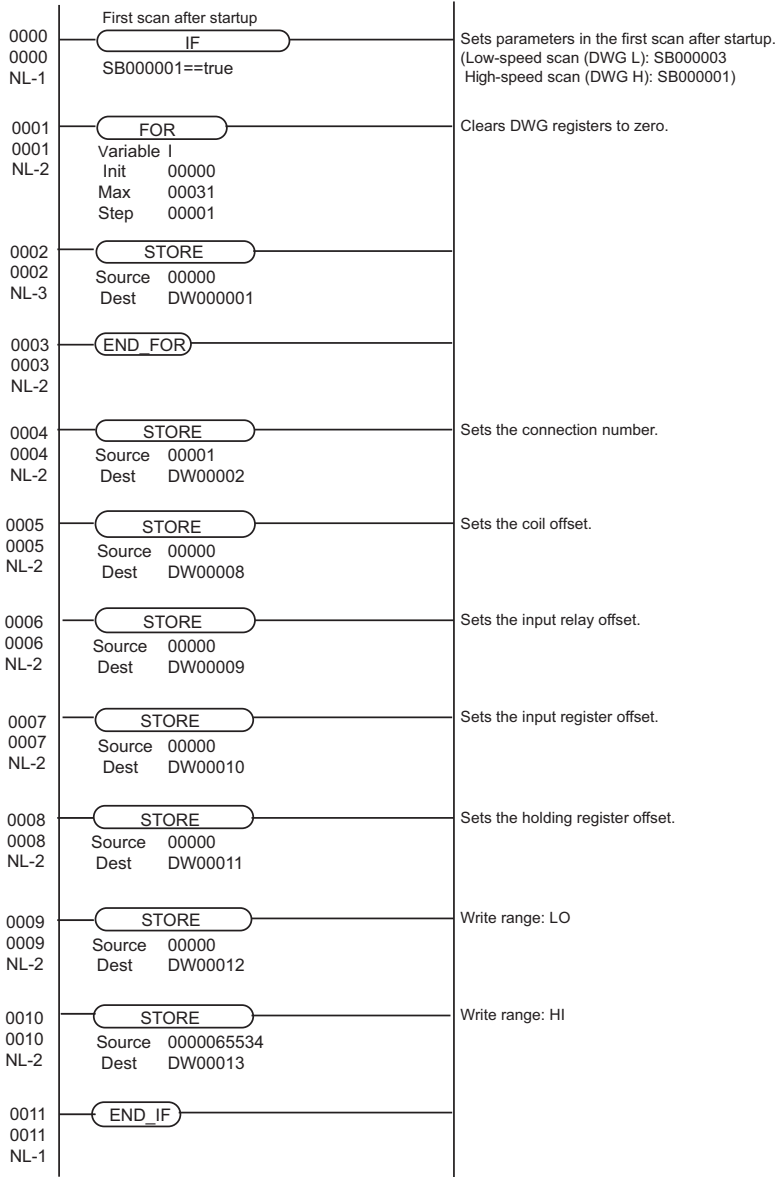 First scan after startup
0000
0000
NL-1
IF
SB000001==true
Sets parameters in the first scan after startup.
(Low-speed scan (DWG L): SB000003
High-speed scan (DWG H): SB000001)
0001
0001
NL-2
FOR
Variable I
Init 00000
Max 00031
Step 00001
Clears DWG registers to zero.
0002
0002
NL-3
STORE
Source 00000
Dest DW000001
0003
0003
NL-2
END_FOR
0004
0004
NL-2
STORE
Source 00001
Dest DW00002
Sets the connection number.
0005
0005
NL-2
STORE
Source 00000
Dest DW00008
Sets the coil offset.
0006
0006
NL-2
STORE
Source 00000
Dest DW00009
Sets the input relay offset.
0007
0007
NL-2
STORE
Source 00000
Dest DW00010
Sets the input register offset.
0008
0008
NL-2
STORE
Source 00000
Dest DW00011
Sets the holding register offset.
0009
0009
NL-2
STORE
Source 00000
Dest DW00012
Write range: LO
0010
0010
NL-2
STORE
Source 0000065534
Dest DW00013
Write range: HI
0011
0011
NL-1
END_IF